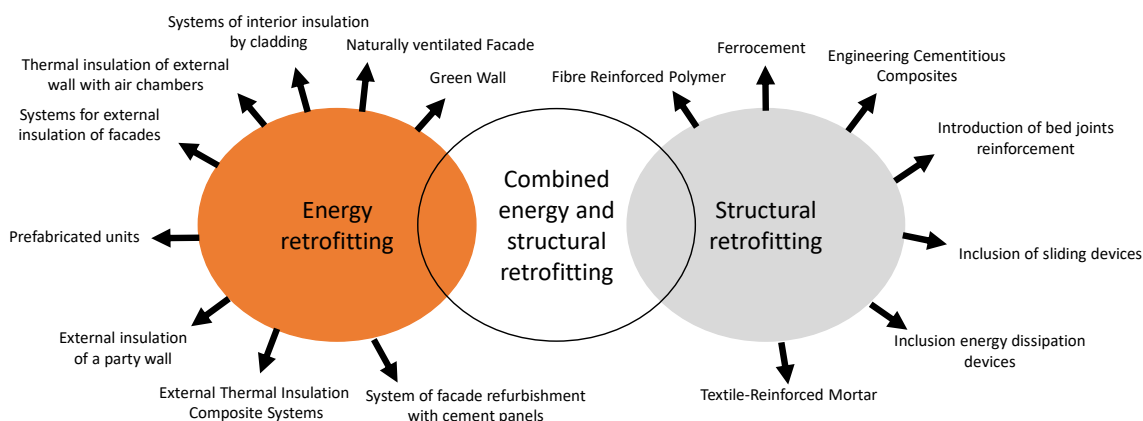 Systems of interior insulation
by cladding
Naturally ventilated Facade
Green Wall
Thermal insulation of external
wall with air chambers
Systems for external
insulation of facades
Prefabricated units
External insulation
of a party wall
External Thermal Insulation
Composite Systems
System of facade refurbishment
with cement panels
Energy
retrofitting
Combined
energy and
structural
retrofitting
Structural
retrofitting
Fibre Reinforced Polymer
Ferrocement
Engineering Cementitious
Composites
Introduction of bed joints
reinforcement
Inclusion of sliding devices
Inclusion energy dissipation
devices
Textile-Reinforced Mortar